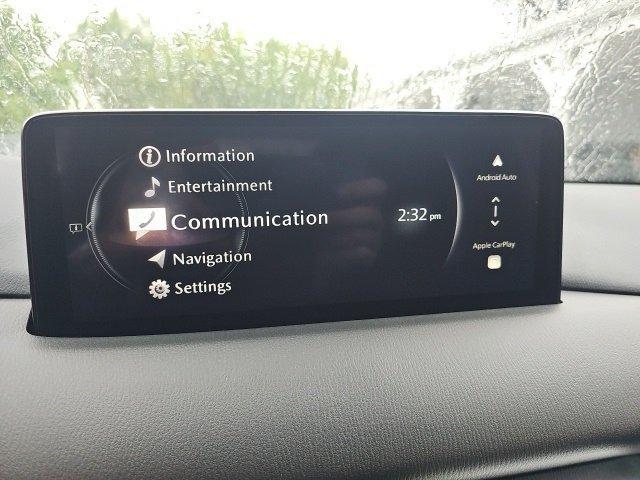 Information
Entertainment
Communication
Navigation
Settings
2:32 pm
Android Auto
Apple CarPlay